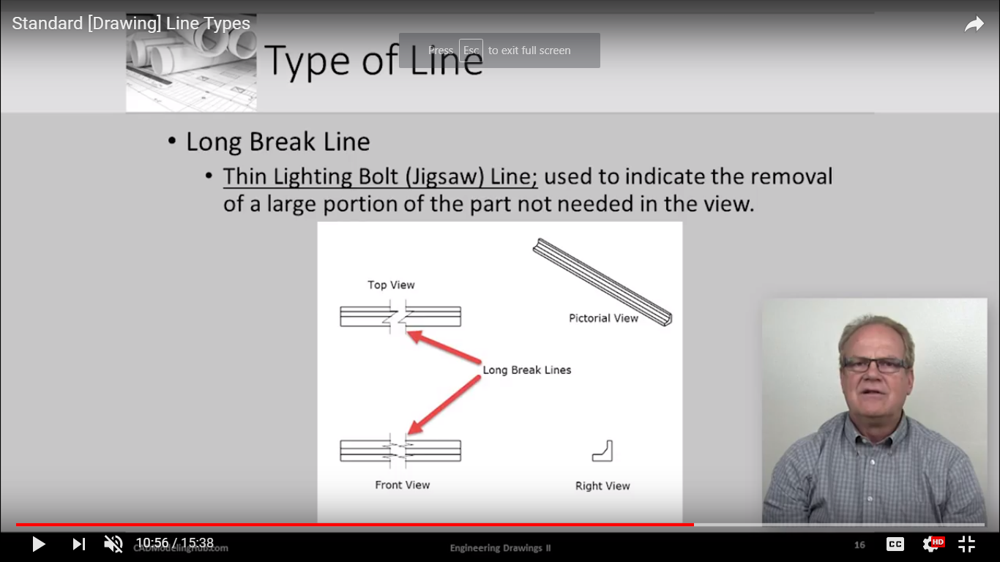 Standard [Drawing] Line Types
Press Esc to exit full screen
Type of Line
• Long Break Line
• Thin Lighting Bolt (Jigsaw) Line; used to indicate the removal
of a large portion of the part not needed in the view.
Top View
Pictorial View
Long Break Lines
Front View
Right View
10:56 / 15:38
CADModelingHub.com
Engineering Drawings II
16
CC
HD